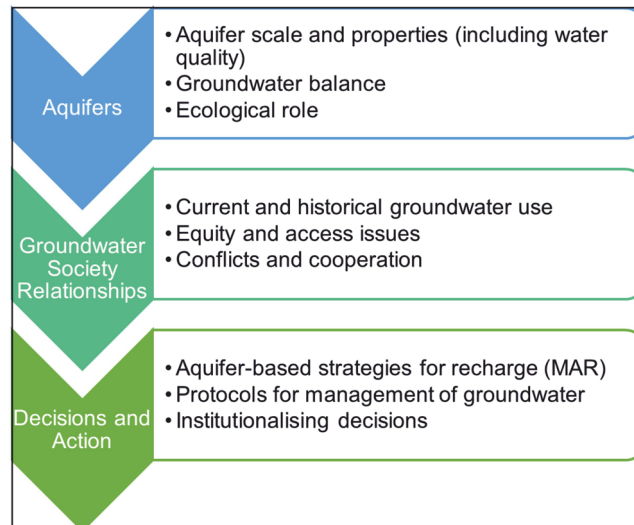 Aquifers
• Aquifer scale and properties (including water
quality)
• Groundwater balance
• Ecological role
Groundwater
Society
Relationships
• Current and historical groundwater use
• Equity and access issues
• Conflicts and cooperation
Decisions and
Action
• Aquifer-based strategies for recharge (MAR)
• Protocols for management of groundwater
• Institutionalising decisions